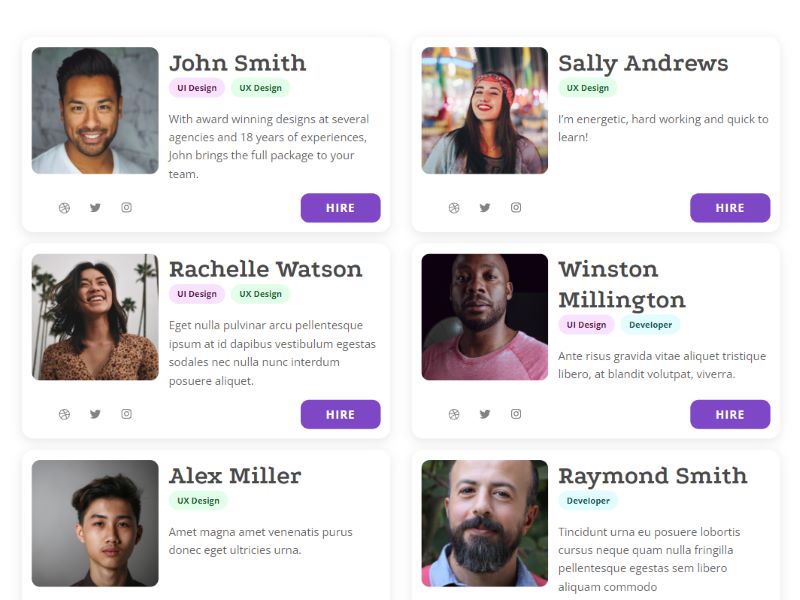 John Smith
UI Design UX Design
With award winning designs at several
agencies and 18 years of experiences,
John brings the full package to your
team.
HIRE
Sally Andrews
UX Design
I'm energetic, hard working and quick to
learn!
HIRE
Rachelle Watson
UI Design UX Design
Eget nulla pulvinar arcu pellentesque
ipsum at id dapibus vestibulum egestas
sodales nec nulla nunc interdum
posuere aliquet.
HIRE
Winston
Millington
UI Design Developer
Ante risus gravida vitae aliquet tristique
libero, at blandit volutpat, viverra.
HIRE
Alex Miller
UX Design
Amet magna amet venenatis purus
donec eget ultricies urna.
Raymond Smith
Developer
Tincidunt urna eu posuere lobortis
cursus neque quam nulla fringilla
pellentesque egestas sem libero
aliquam commodo